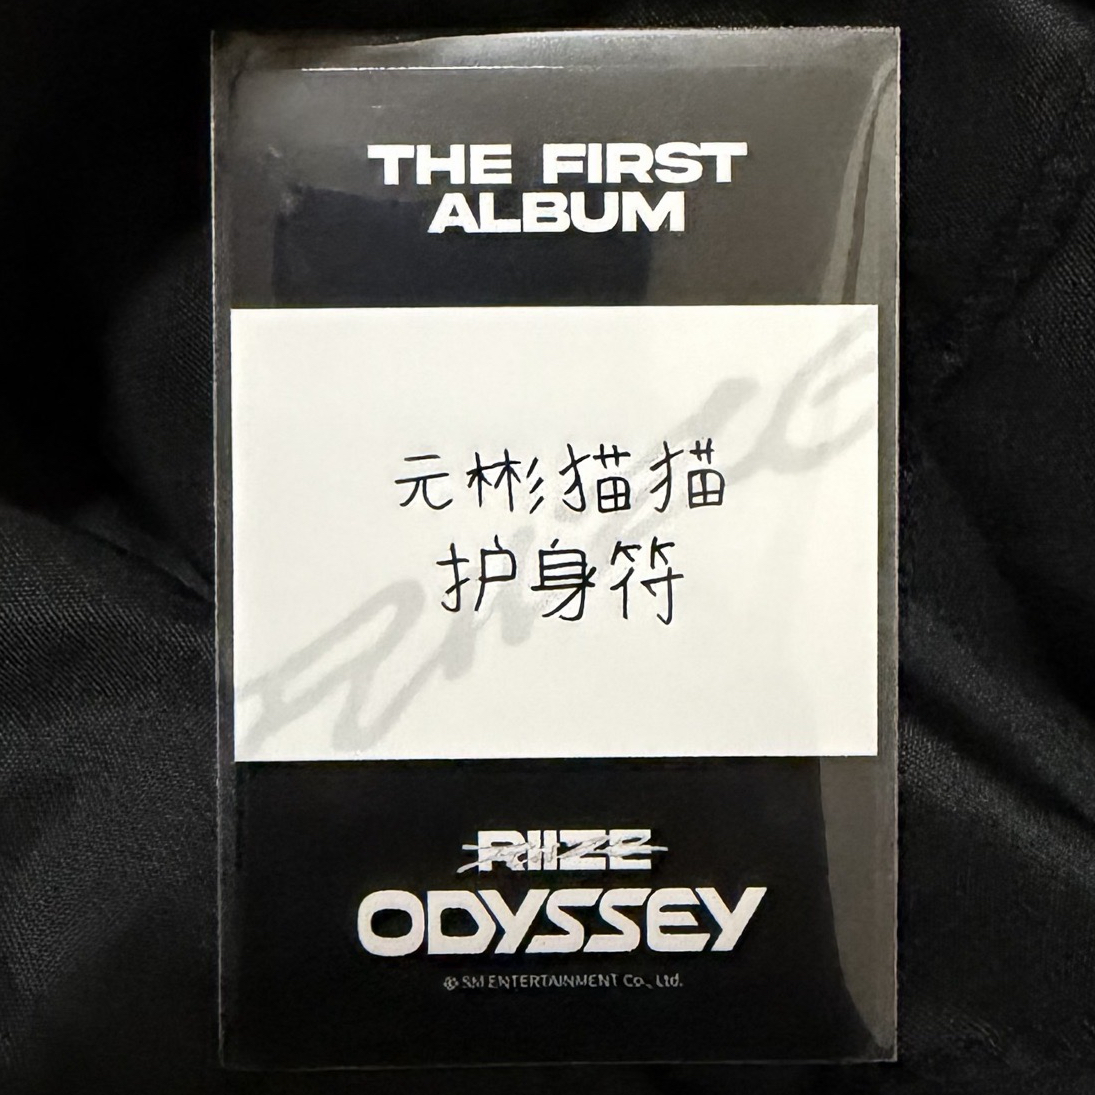 THE FIRST
ALBUM
元彬猫猫
护身符
RIIZE
ODYSSEY
© SM ENTERTAINMENT Co., Ltd.